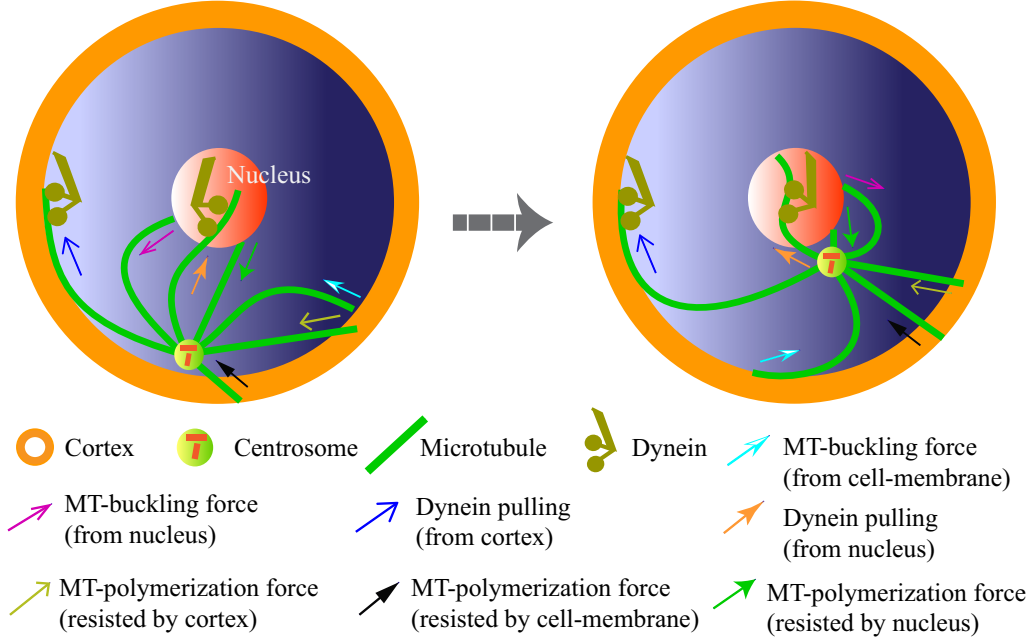 Nucleus
Cortex
Centrosome
Microtubule
Dynein
MT-buckling force
(from cell-membrane)
MT-buckling force
(from nucleus)
Dynein pulling
(from cortex)
Dynein pulling
(from nucleus)
MT-polymerization force
(resisted by cortex)
MT-polymerization force
(resisted by cell-membrane)
MT-polymerization force
(resisted by nucleus)